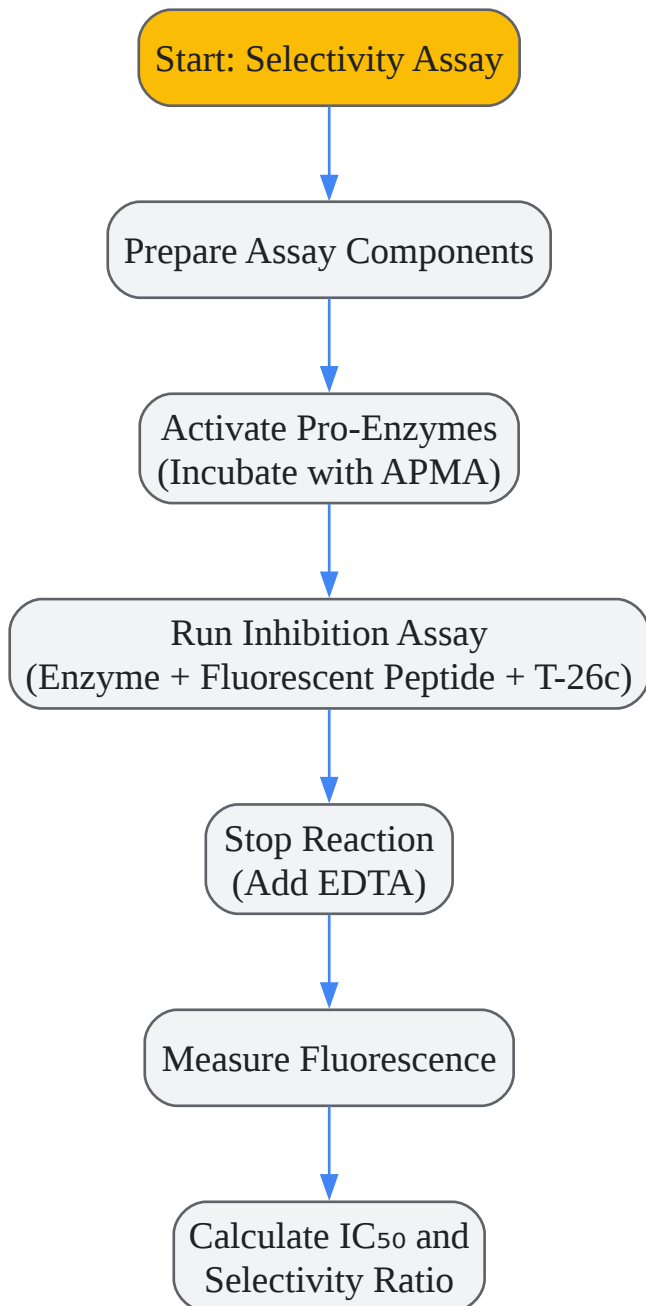 Start: Selectivity Assay
Prepare Assay Components
Activate Pro-Enzymes
(Incubate with APMA)
Run Inhibition Assay
(Enzyme + Fluorescent Peptide + T-26c)
Stop Reaction
(Add EDTA)
Measure Fluorescence
Calculate IC₅₀ and
Selectivity Ratio